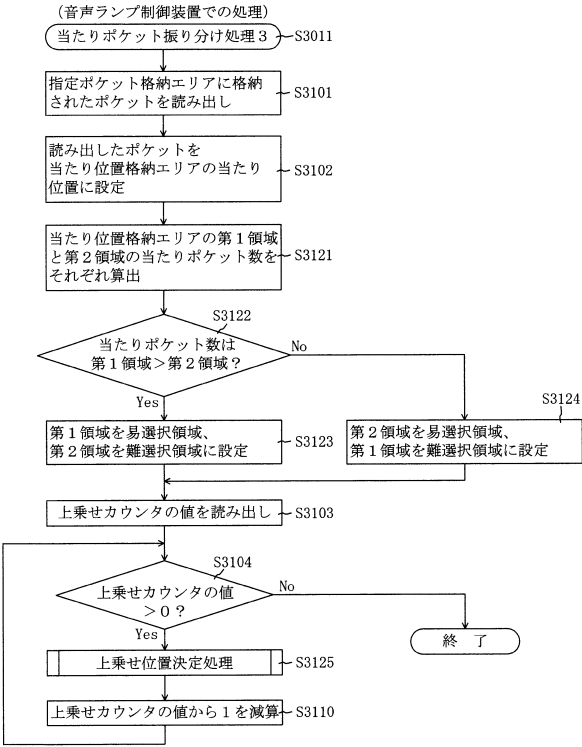 (音声ランプ制御装置での処理)
当たりポケット振り分け処理3
S3011
指定ポケット格納エリアに格納
されたポケットを読み出し
S3101
読み出したポケットを
当たり位置格納エリアの当たり
位置に設定
S3102
当たり位置格納エリアの第1領域
と第2領域の当たりポケット数を
それぞれ算出
S3121
S3122
当たりポケット数は
第1領域>第2領域?
No
Yes
S3124
第1領域を易選択領域、
第2領域を難選択領域に設定
S3123
第2領域を易選択領域、
第1領域を難選択領域に設定
上乗せカウンタの値を読み出し
S3103
S3104
上乗せカウンタの値
>0?
No
Yes
終 了
上乗せ位置決定処理
S3125
上乗せカウンタの値から1を減算
S3110